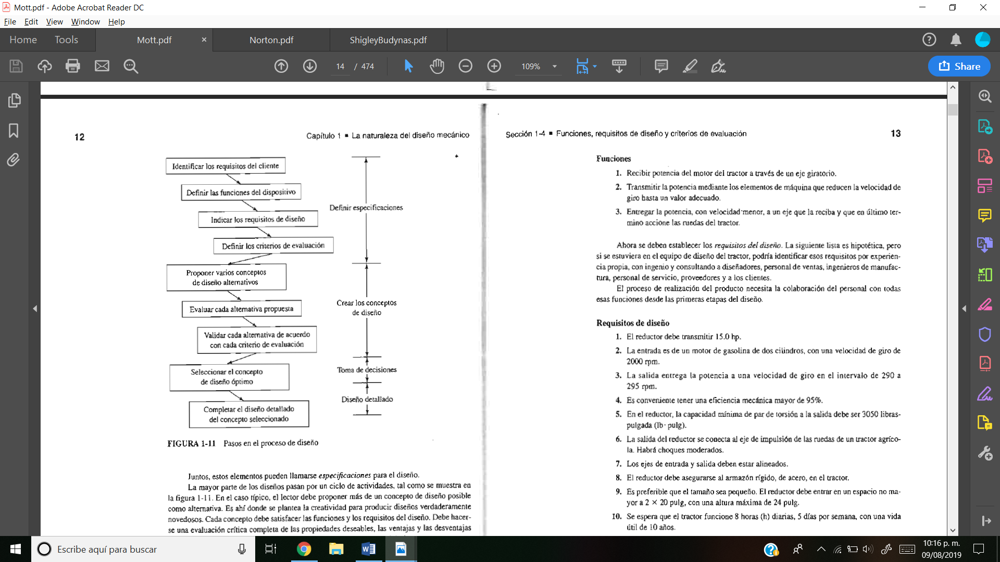 Mott.pdf - Adobe Acrobat Reader DC
File Edit View Window Help
Home Tools Mott.pdf × Norton.pdf ShigleyBudynas.pdf
14 / 474 109% Share
12 Capítulo 1 ■ La naturaleza del diseño mecánico
Identificar los requisitos del cliente
Definir las funciones del dispositivo
Indicar los requisitos de diseño
Definir los criterios de evaluación
Proponer varios conceptos
de diseño alternativos
Evaluar cada alternativa propuesta
Validar cada alternativa de acuerdo
con cada criterio de evaluación
Seleccionar el concepto
de diseño óptimo
Completar el diseño detallado
del concepto seleccionado
Definir especificaciones
Crear los conceptos
de diseño
Toma de decisiones
Diseño detallado
FIGURA 1-11 Pasos en el proceso de diseño
Juntos, estos elementos pueden llamarse especificaciones para el diseño.
La mayor parte de los diseños pasan por un ciclo de actividades, tal como se muestra en
la figura 1-11. En el caso típico, el lector debe proponer más de un concepto de diseño posible
como alternativa. Es ahí donde se plantea la creatividad para producir diseños verdaderamente
novedosos. Cada concepto debe satisfacer las funciones y los requisitos del diseño. Debe hacer-
se una evaluación crítica completa de las propiedades deseables, las ventajas y las desventajas
Sección 1-4 ■ Funciones, requisitos de diseño y criterios de evaluación 13
Funciones
1. Recibir potencia del motor del tractor a través de un eje giratorio.
2. Transmitir la potencia mediante los elementos de máquina que reducen la velocidad de
giro hasta un valor adecuado.
3. Entregar la potencia, con velocidad menor, a un eje que la reciba y que en último ter-
mino accione las ruedas del tractor.
Ahora se deben establecer los requisitos del diseño. La siguiente lista es hipotética, pero
si se estuviera en el equipo de diseño del tractor, podría identificar esos requisitos por experien-
cia propia, con ingenio y consultando a diseñadores, personal de ventas, ingenieros de manufac-
tura, personal de servicio, proveedores y a los clientes.
El proceso de realización del producto necesita la colaboración del personal con todas
esas funciones desde las primeras etapas del diseño.
Requisitos de diseño
1. El reductor debe transmitir 15.0 hp.
2. La entrada es de un motor de gasolina de dos cilindros, con una velocidad de giro de
2000 rpm.
3. La salida entrega la potencia a una velocidad de giro en el intervalo de 290 a
295 rpm.
4. Es conveniente tener una eficiencia mecánica mayor de 95%.
5. En el reductor, la capacidad mínima de par de torsión a la salida debe ser 3050 libras-
pulgada (lb·pulg).
6. La salida del reductor se conecta al eje de impulsión de las ruedas de un tractor agríco-
la. Habrá choques moderados.
7. Los ejes de entrada y salida deben estar alineados.
8. El reductor debe asegurarse al armazón rígido, de acero, en el tractor.
9. Es preferible que el tamaño sea pequeño. El reductor debe entrar en un espacio no ma-
yor a 2 × 20 pulg, con una altura máxima de 24 pulg.
10. Se espera que el tractor funcione 8 horas (h) diarias, 5 días por semana, con una vida
útil de 10 años.
Escribe aquí para buscar
10:16 p. m.
09/08/2019